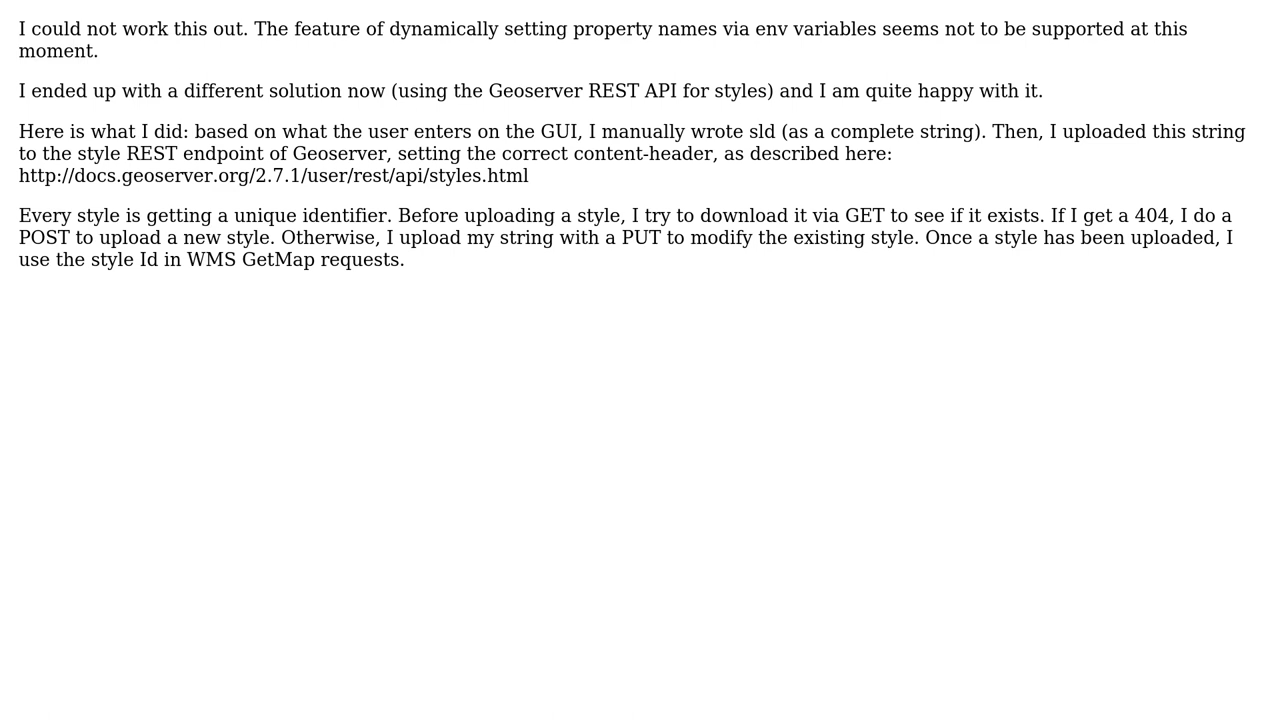 I could not work this out. The feature of dynamically setting property names via env variables seems not to be supported at this
moment.
I ended up with a different solution now (using the Geoserver REST API for styles) and I am quite happy with it.
Here is what I did: based on what the user enters on the GUI, I manually wrote sld (as a complete string). Then, I uploaded this string
to the style REST endpoint of Geoserver, setting the correct content-header, as described here:
http://docs.geoserver.org/2.7.1/user/rest/api/styles.html
Every style is getting a unique identifier. Before uploading a style, I try to download it via GET to see if it exists. If I get a 404, I do a
POST to upload a new style. Otherwise, I upload my string with a PUT to modify the existing style. Once a style has been uploaded, I
use the style Id in WMS GetMap requests.